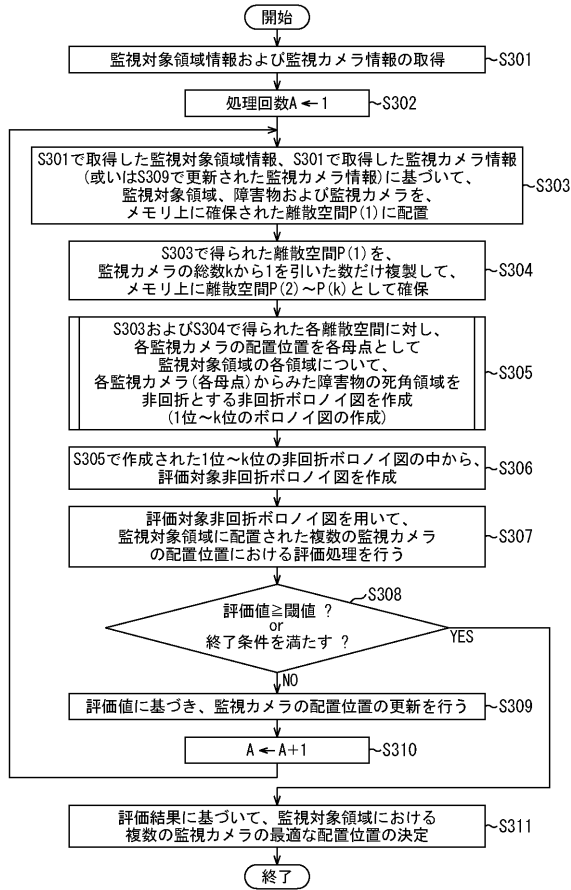 開始
監視対象領域情報および監視カメラ情報の取得
S301
処理回数A←1
S302
S301で取得した監視対象領域情報、S301で取得した監視カメラ情報
(或いはS309で更新された監視カメラ情報)に基づいて、
監視対象領域、障害物および監視カメラを、
メモリ上に確保された離散空間P(1)に配置
S303
S303で得られた離散空間P(1)を、
監視カメラの総数kから1を引いた数だけ複製して、
メモリ上に離散空間P(2)～P(k)として確保
S304
S303およびS304で得られた各離散空間に対し、
各監視カメラの配置位置を各母点として
監視対象領域の各領域について、
各監視カメラ(各母点)からみた障害物の死角領域を
非回折とする非回折ボロノイ図を作成
(1位～k位のボロノイ図の作成)
S305
S305で作成された1位～k位の非回折ボロノイ図の中から、
評価対象非回折ボロノイ図を作成
S306
評価対象非回折ボロノイ図を用いて、
監視対象領域に配置された複数の監視カメラ
の配置位置における評価処理を行う
S307
S308
評価値≧閾値 ?
or
終了条件を満たす ?
YES
NO
評価値に基づき、監視カメラの配置位置の更新を行う
S309
A←A+1
S310
評価結果に基づいて、監視対象領域における
複数の監視カメラの最適な配置位置の決定
S311
終了